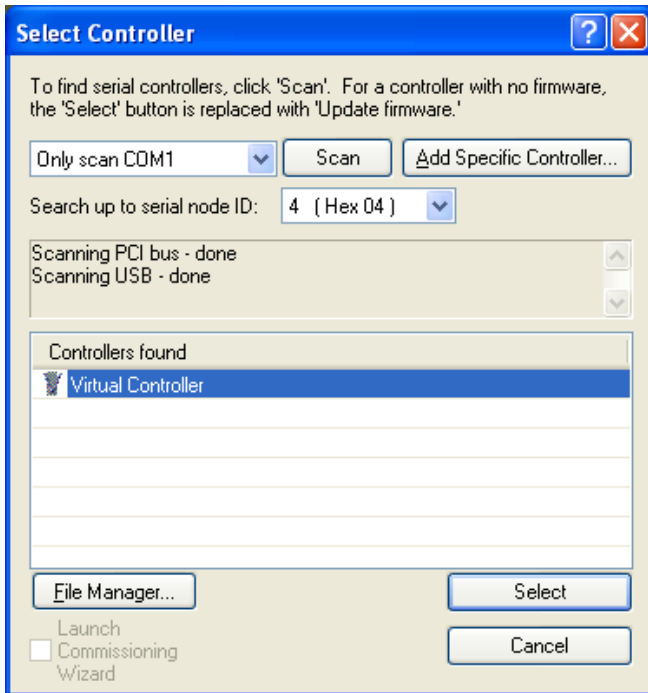 Select Controller
To find serial controllers, click 'Scan'.  For a controller with no firmware,
the 'Select' button is replaced with 'Update firmware.'
Only scan COM1
Scan
Add Specific Controller...
Search up to serial node ID:
4   ( Hex 04 )
Scanning PCI bus - done
Scanning USB - done
Controllers found
Virtual Controller
File Manager...
Select
Launch
Commissioning
Wizard
Cancel